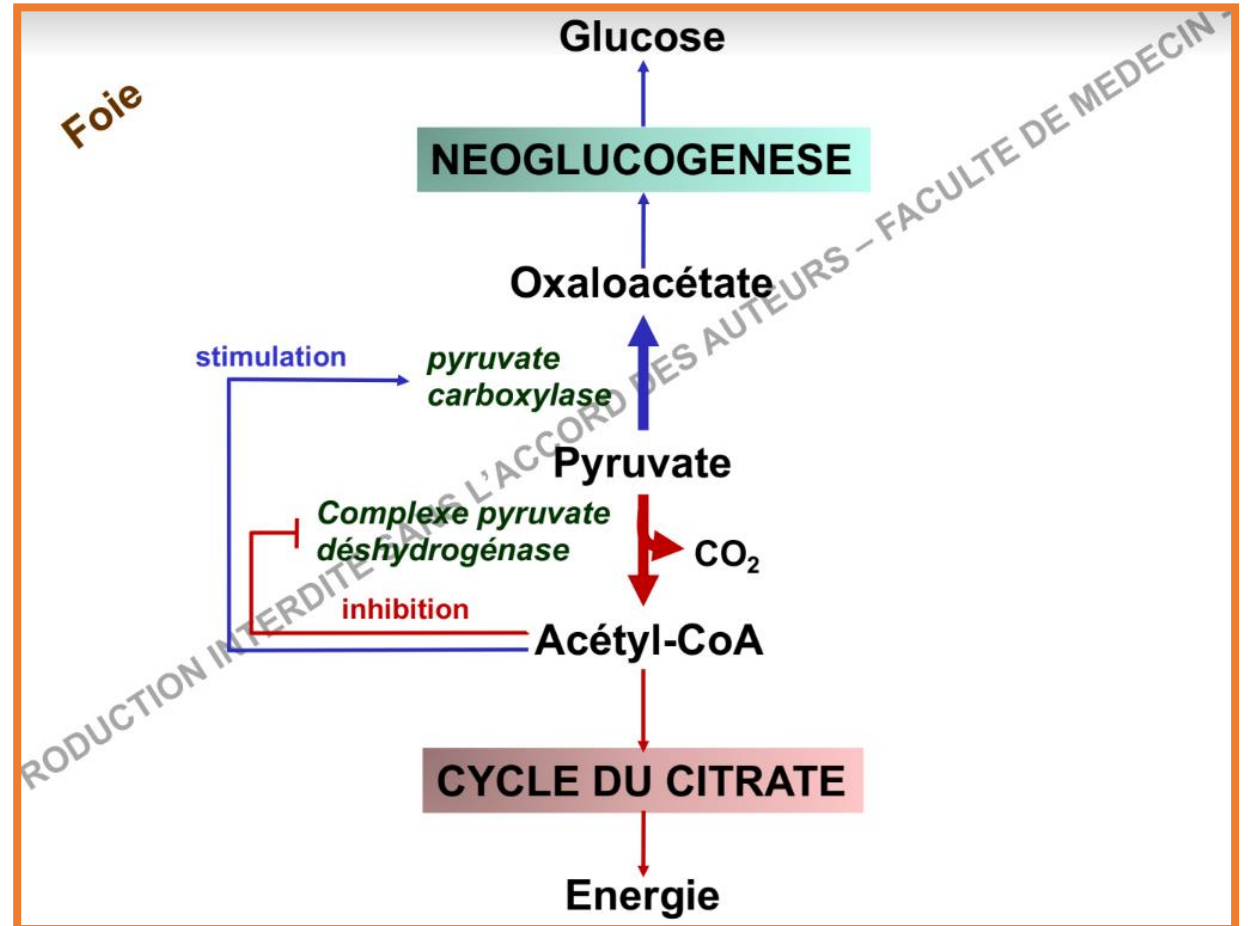 Glucose
Foie
NEOGLUCOGENESE
Oxaloacétate
stimulation
pyruvate
carboxylase
Pyruvate
Complexe pyruvate
déshydrogénase
CO₂
inhibition
Acétyl-CoA
CYCLE DU CITRATE
Energie
RODUCTION INTERDITE SANS L'ACCORD DES AUTEURS – FACULTE DE MEDECIN -